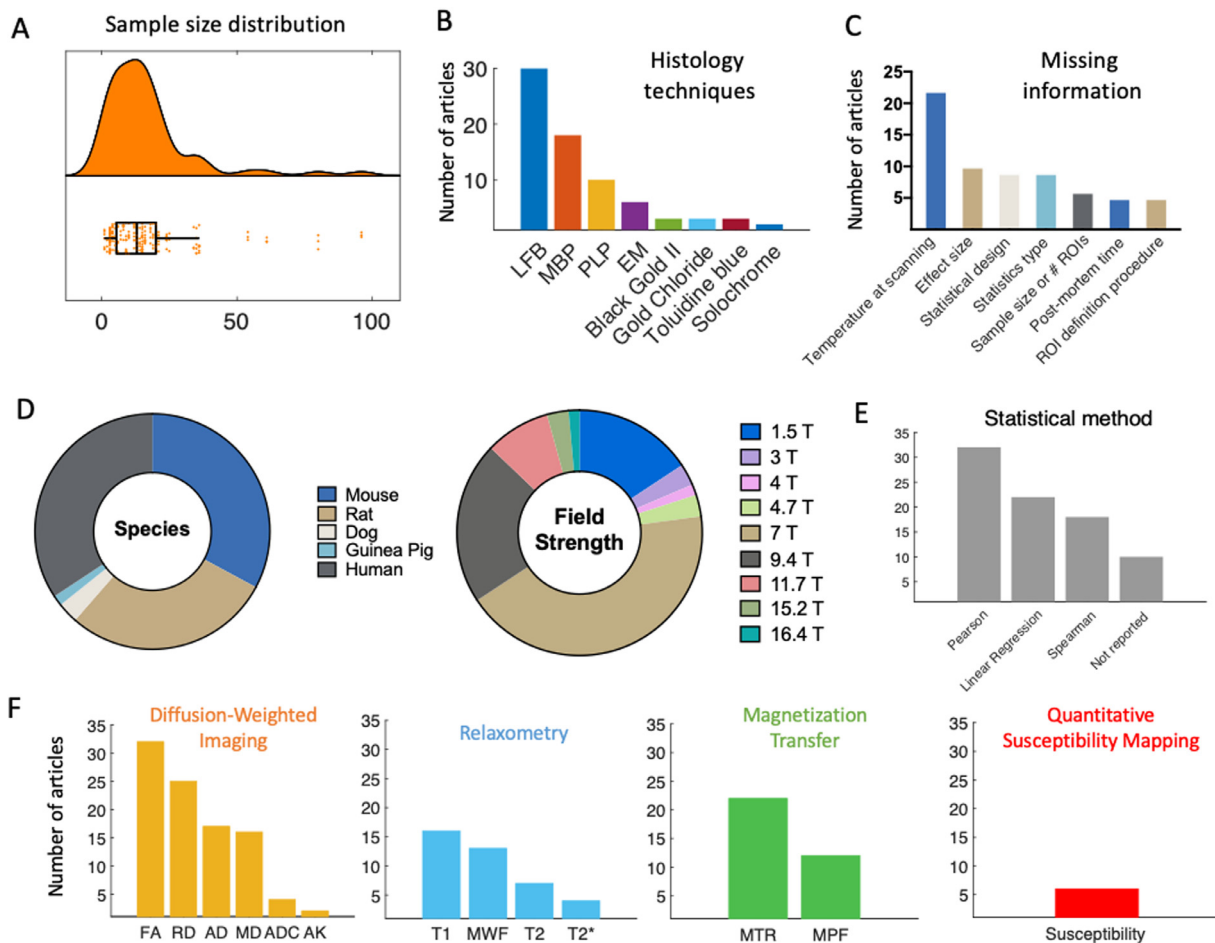 A
Sample size distribution
0
50
100
B
Histology
techniques
Number of articles
30
20
10
LFB
MBP
PLP
EM
Black Gold II
Gold Chloride
Toluidine blue
Solochrome
C
Missing
information
Number of articles
25
20
15
10
5
Temperature at scanning
Effect size
Statistical design
Statistics type
Sample size or # ROIs
Post-mortem time
ROI definition procedure
D
Species
Mouse
Rat
Dog
Guinea Pig
Human
Field
Strength
1.5 T
3 T
4 T
4.7 T
7 T
9.4 T
11.7 T
15.2 T
16.4 T
E
Statistical method
35
30
25
20
15
10
5
Pearson
Linear Regression
Spearman
Not reported
F
Number of articles
Diffusion-Weighted
Imaging
35
30
25
20
15
10
5
FA RD AD MD ADC AK
Relaxometry
35
30
25
20
15
10
5
T1 MWF T2 T2*
Magnetization
Transfer
35
30
25
20
15
10
5
MTR MPF
Quantitative
Susceptibility Mapping
35
30
25
20
15
10
5
Susceptibility